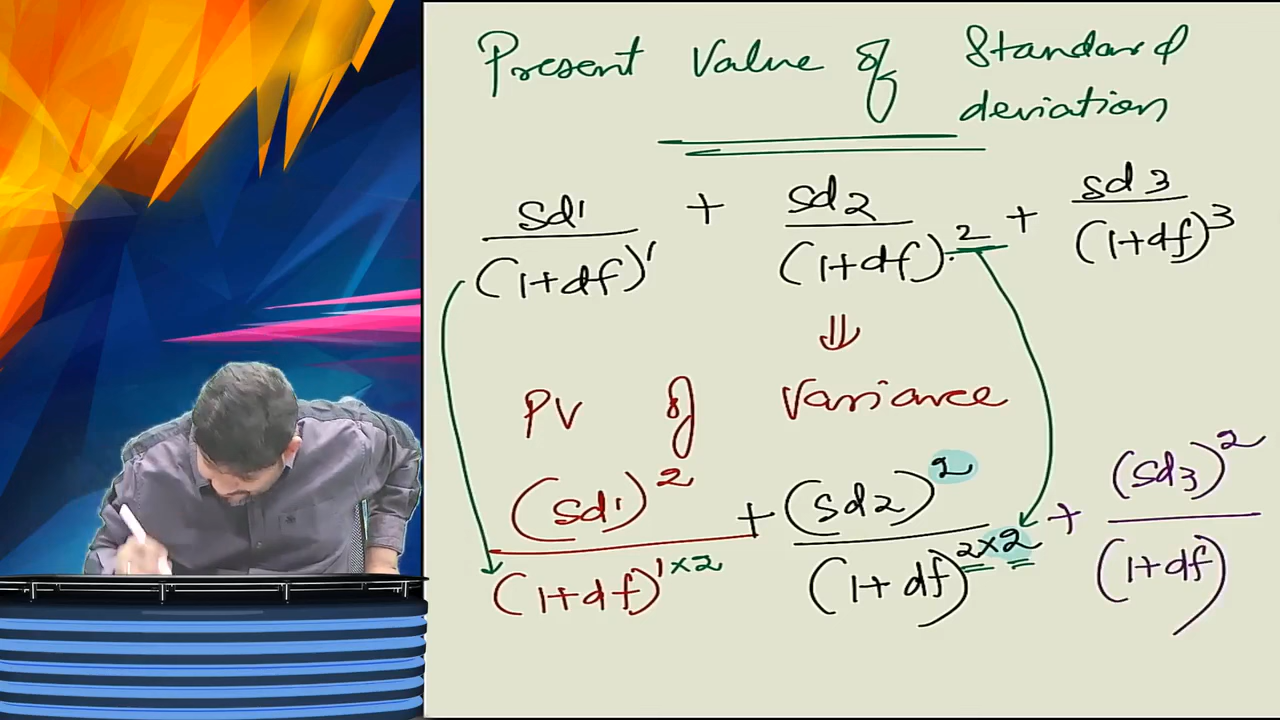 Present Value of Standard
deviation
sd1/(1+df)^1 + sd2/(1+df)^2 + sd3/(1+df)^3
⇓
PV of Variance
(sd1)^2/(1+df)^1×2 + (sd2)^2/(1+df)^2×2 + (sd3)^2/(1+df)